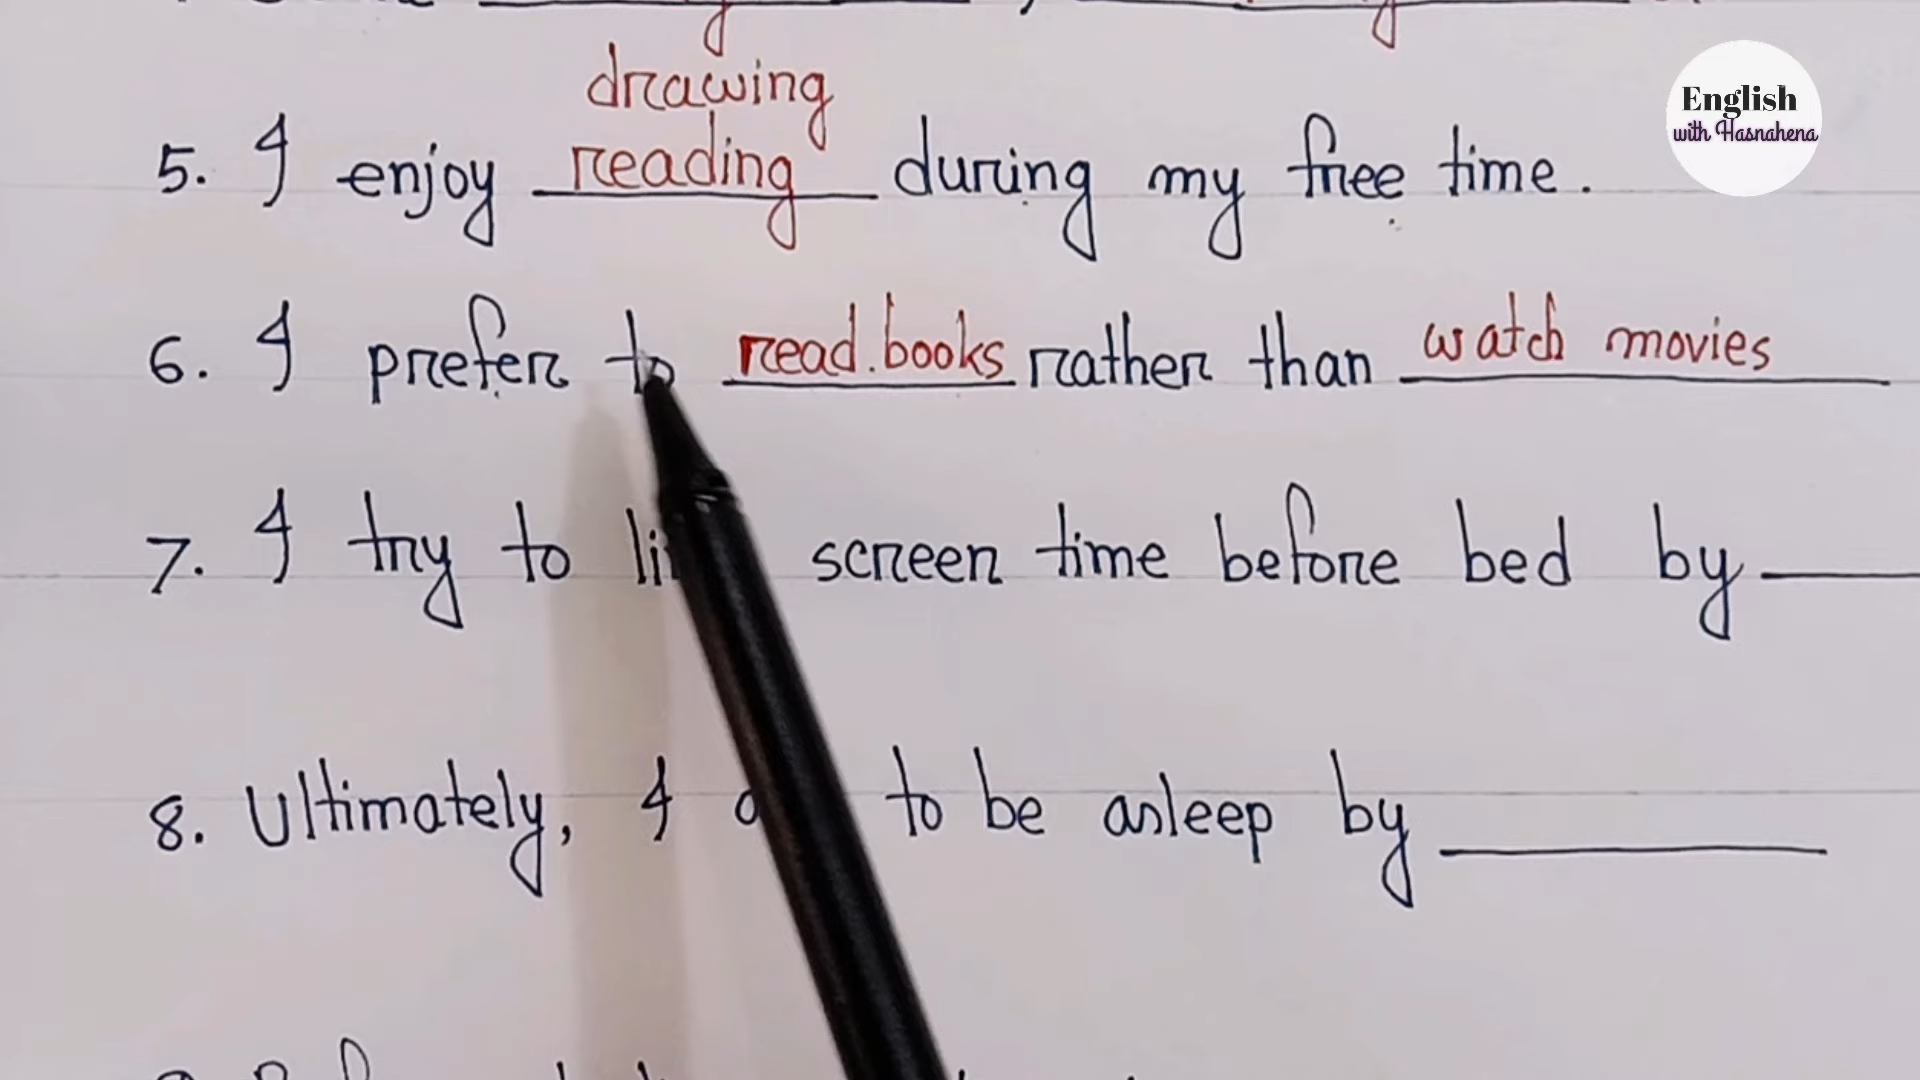 English
with Hasnahena
drawing
5. I enjoy reading during my free time.
6. I prefer to read books rather than watch movies
7. I try to screen time before bed by
8. Ultimately, I to be asleep by